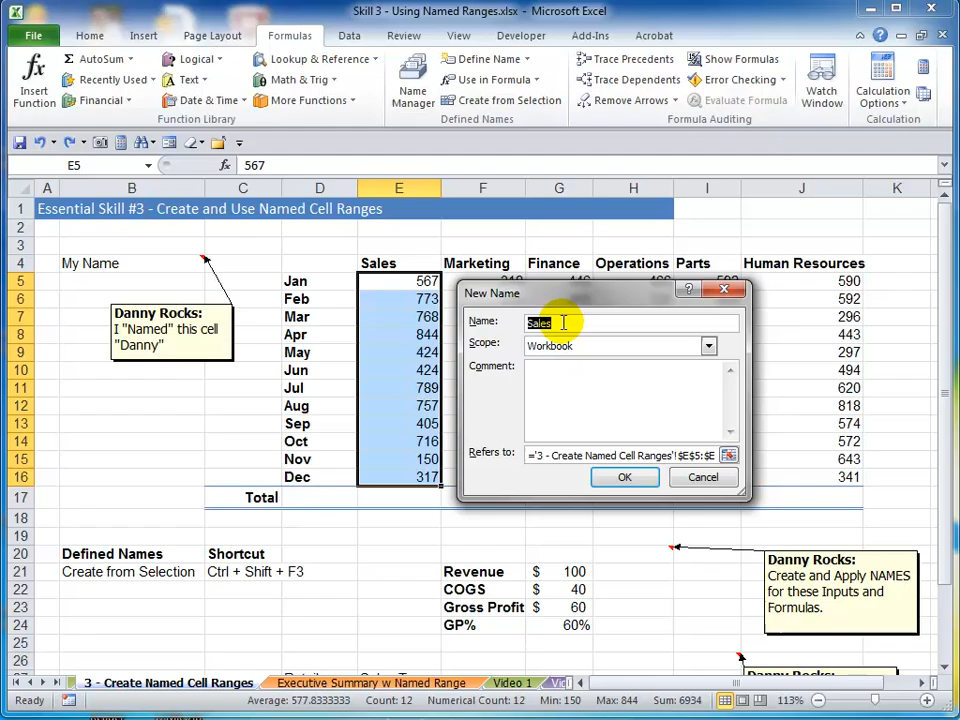 Skill 3 - Using Named Ranges.xlsx - Microsoft Excel
File Home Insert Page Layout Formulas Data Review View Developer Add-Ins Acrobat
fx Insert Function
Σ AutoSum Logical Lookup & Reference
Recently Used Text Math & Trig
Financial Date & Time More Functions
Function Library
Name Manager
Define Name
Use in Formula
Create from Selection
Defined Names
Trace Precedents Show Formulas
Trace Dependents Error Checking
Remove Arrows Evaluate Formula
Formula Auditing
Watch Window
Calculation Options
Calculation
E5 fx 567
A B C D E F G H I J K
1 Essential Skill #3 - Create and Use Named Cell Ranges
2
3
4 My Name Sales Marketing Finance Operations Parts Human Resources
5 Jan 567 590
6 Feb 773 592
7 Mar 768 296
8 Apr 844 443
9 May 424 297
10 Jun 424 494
11 Jul 789 620
12 Aug 757 818
13 Sep 405 574
14 Oct 716 572
15 Nov 150 643
16 Dec 317 341
17 Total
18
19
20 Defined Names Shortcut
21 Create from Selection Ctrl + Shift + F3 Revenue $ 100
22 COGS $ 40
23 Gross Profit $ 60
24 GP% 60%
25
26
Danny Rocks:
I "Named" this cell
"Danny"
New Name
Name: Sales
Scope: Workbook
Comment:
Refers to: ='3 - Create Named Cell Ranges'!$E$5:$E
OK Cancel
Danny Rocks:
Create and Apply NAMES
for these Inputs and
Formulas.
3 - Create Named Cell Ranges Executive Summary w Named Range Video 1
Ready Average: 577.8333333 Count: 12 Numerical Count: 12 Min: 150 Max: 844 Sum: 6934 113%